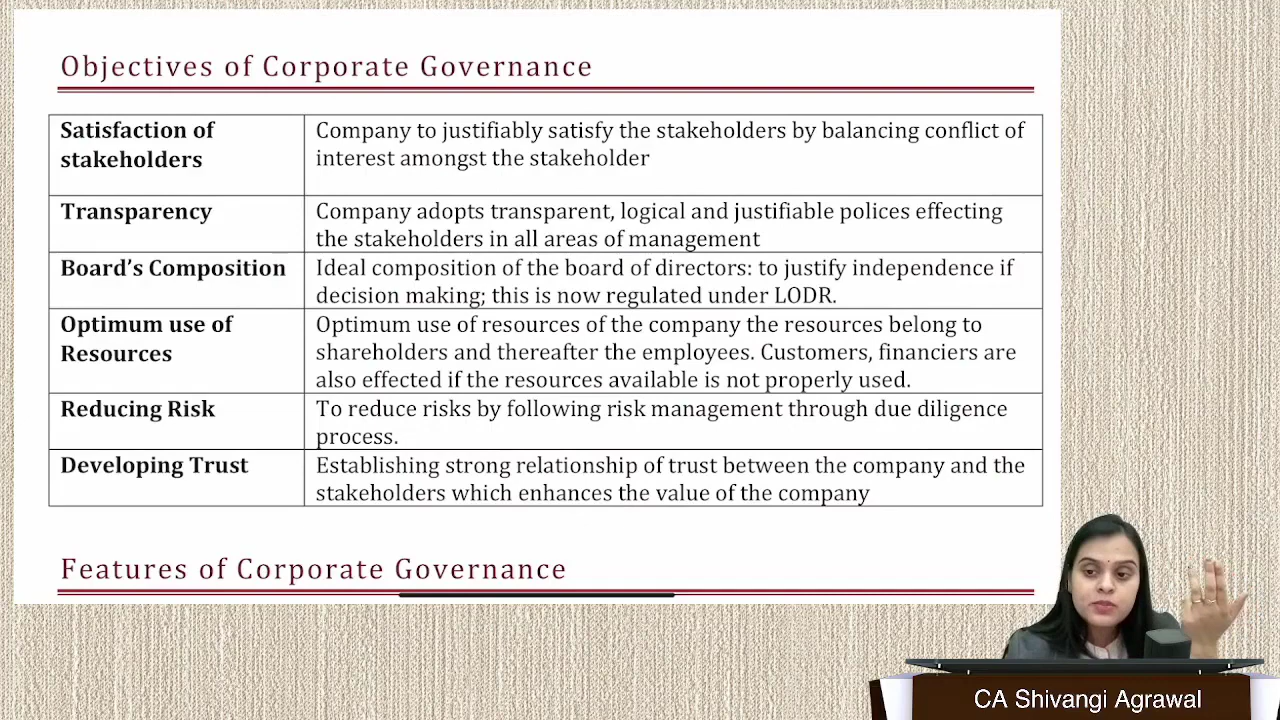 Objectives of Corporate Governance
Satisfaction of
stakeholders
Company to justifiably satisfy the stakeholders by balancing conflict of
interest amongst the stakeholder
Transparency
Company adopts transparent, logical and justifiable polices effecting
the stakeholders in all areas of management
Board's Composition
Ideal composition of the board of directors: to justify independence if
decision making; this is now regulated under LODR.
Optimum use of
Resources
Optimum use of resources of the company the resources belong to
shareholders and thereafter the employees. Customers, financiers are
also effected if the resources available is not properly used.
Reducing Risk
To reduce risks by following risk management through due diligence
process.
Developing Trust
Establishing strong relationship of trust between the company and the
stakeholders which enhances the value of the company
Features of Corporate Governance
CA Shivangi Agrawal